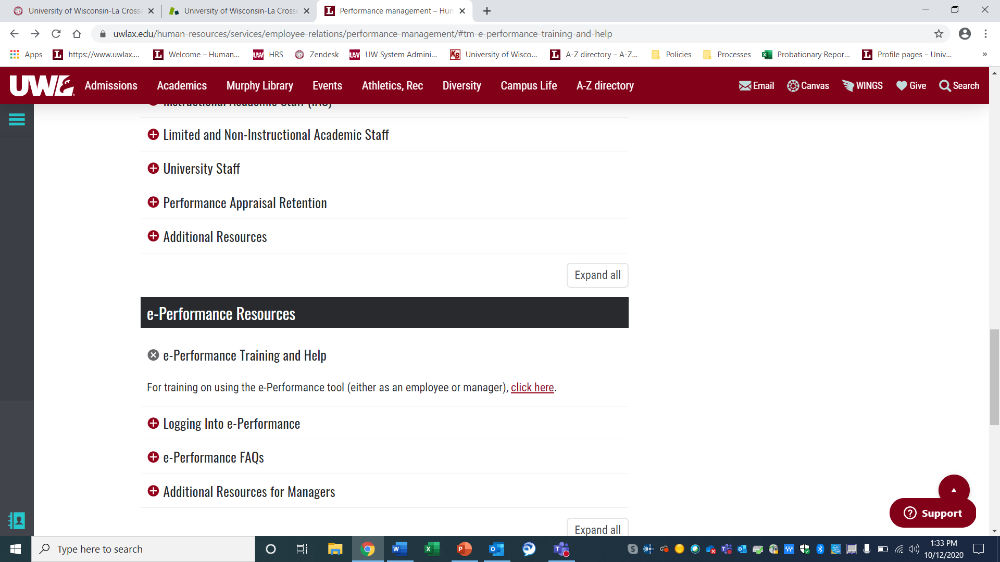 University of Wisconsin-La Crosse
University of Wisconsin-La Crosse
Performance management – Hum
uwlax.edu/human-resources/services/employee-relations/performance-management/#tm-e-performance-training-and-help
Apps
https://www.uwlax....
Welcome – Human...
HRS
Zendesk
UW System Admini...
University of Wisco...
A-Z directory – A-Z...
Policies
Processes
Probationary Repor...
Profile pages – Univ...
»
UWL
Admissions
Academics
Murphy Library
Events
Athletics, Rec
Diversity
Campus Life
A-Z directory
Email
Canvas
WINGS
Give
Search
Instructional Academic Staff (IAS)
Limited and Non-Instructional Academic Staff
University Staff
Performance Appraisal Retention
Additional Resources
Expand all
e-Performance Resources
e-Performance Training and Help
For training on using the e-Performance tool (either as an employee or manager), click here.
Logging Into e-Performance
e-Performance FAQs
Additional Resources for Managers
Support
Expand all
Type here to search
1:33 PM
10/12/2020